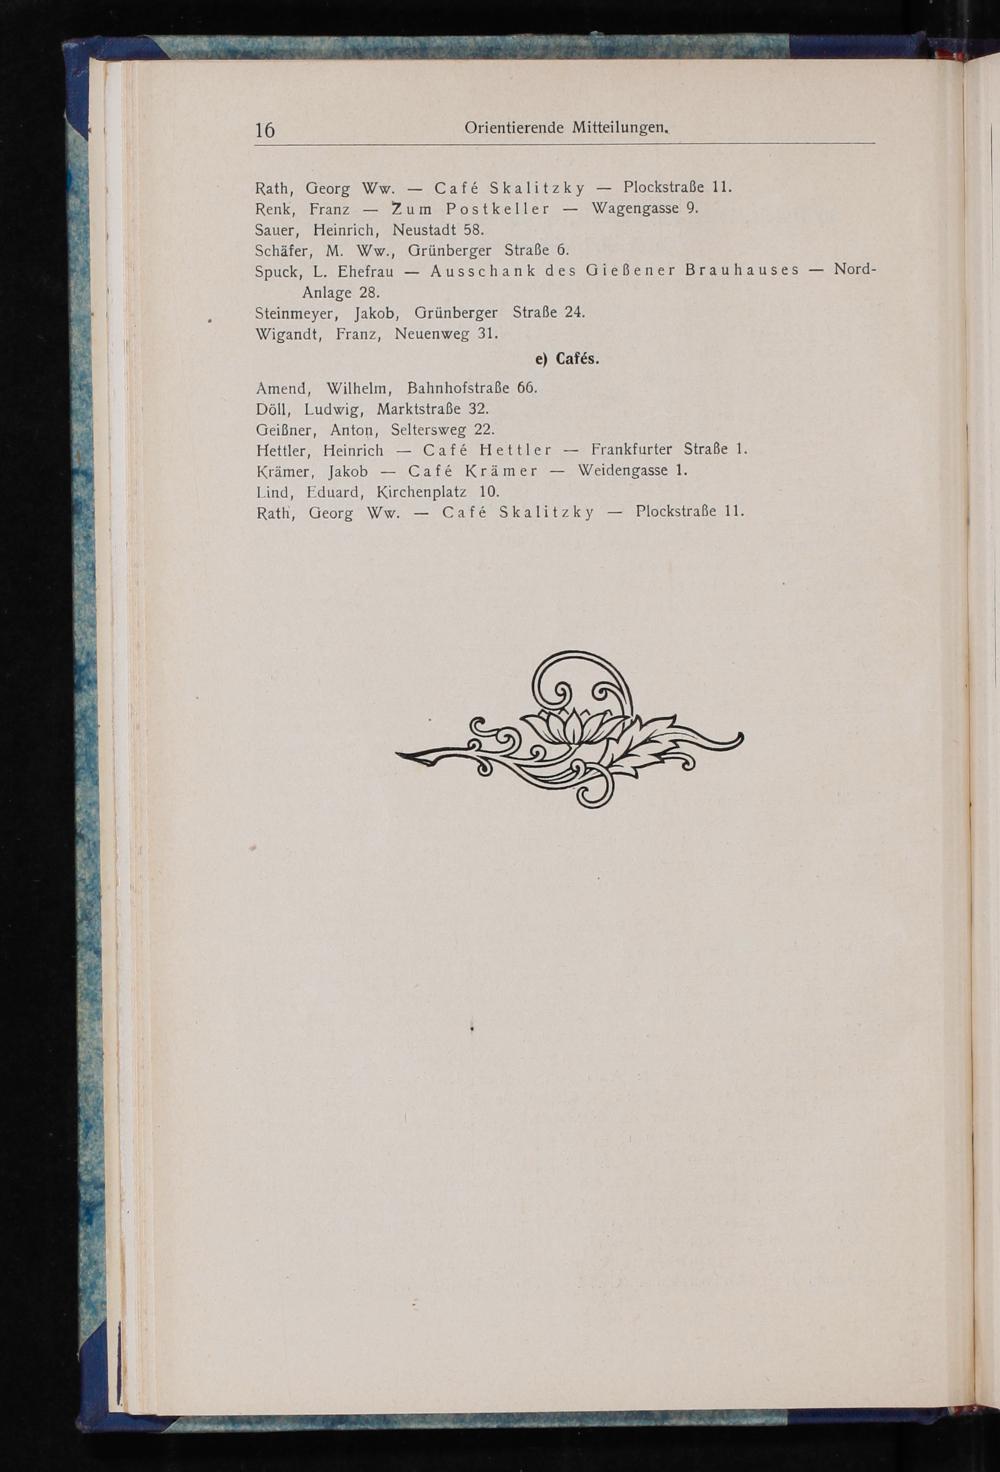 16 Orientierende Mitteilungen.
Rath, Georg Ww. — Café Skalitzky — Plockstraße 11.
Renk, Franz — Zum Postkeller — Wagengasse 9.
Sauer, Heinrich, Neustadt 58.
Schäfer, M. Ww., Grünberger Straße 6.
Spuck, L. Ehefrau — Ausschank des Gießener Brauhauses — Nord-
Anlage 28.
Steinmeyer, Jakob, Grünberger Straße 24.
Wigandt, Franz, Neuenweg 31.
e) Cafés.
Amend, Wilhelm, Bahnhofstraße 66.
Döll, Ludwig, Marktstraße 32.
Geißner, Anton, Seltersweg 22.
Hettler, Heinrich — Café Hettler — Frankfurter Straße 1.
Krämer, Jakob — Café Krämer — Weidengasse 1.
Lind, Eduard, Kirchenplatz 10.
Rath, Georg Ww. — Café Skalitzky — Plockstraße 11.